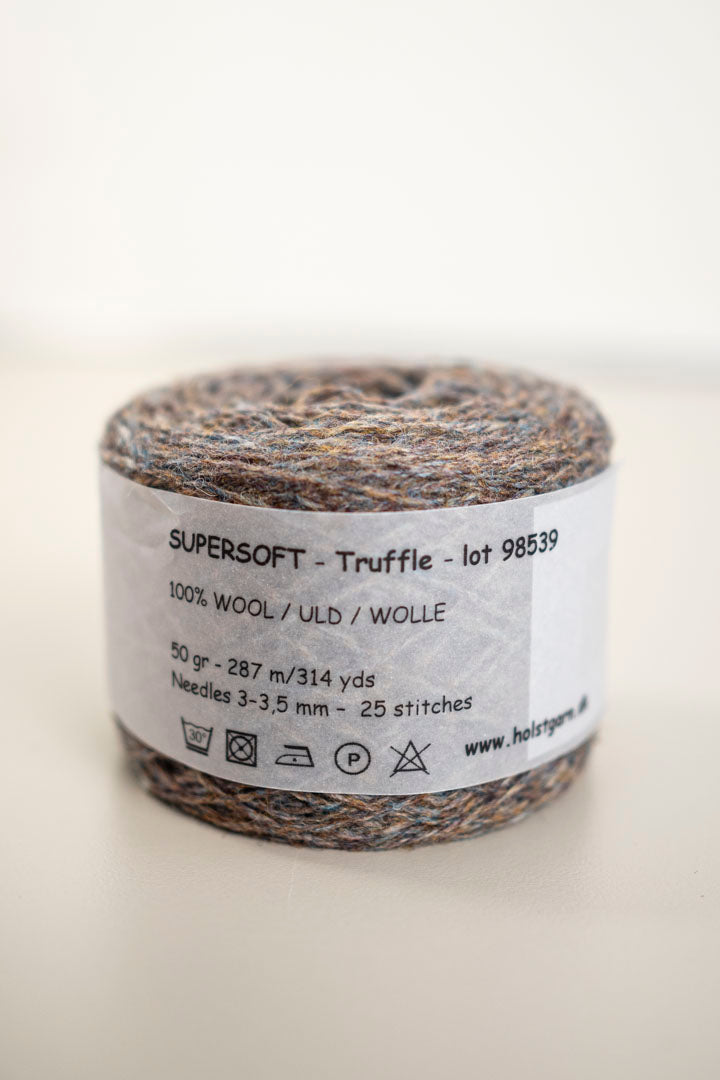 SUPERSOFT - Truffle - lot 98539
100% WOOL / ULD / WOLLE
50 gr - 287 m/314 yds
Needles 3-3,5 mm - 25 stitches
30° P
www.holstgarn.dk